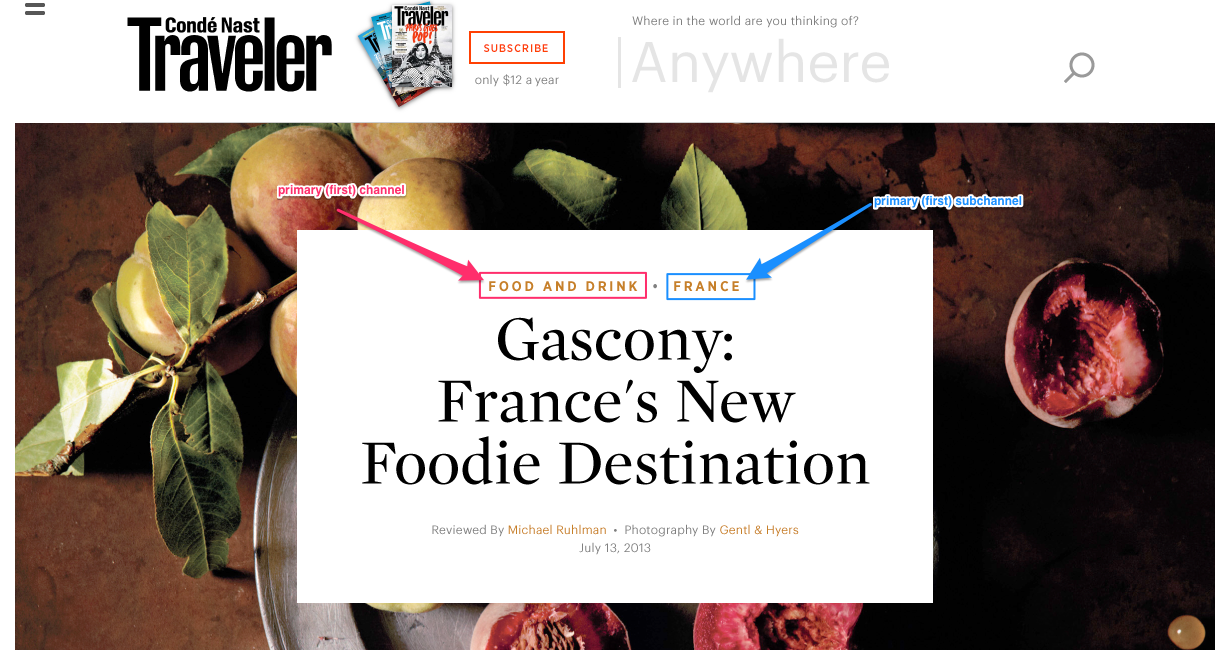 Condé Nast
Traveler
Condé Nast
Traveler
POP!
SUBSCRIBE
only $12 a year
Where in the world are you thinking of?
Anywhere
primary (first) channel
primary (first) subchannel
FOOD AND DRINK • FRANCE
Gascony:
France's New
Foodie Destination
Reviewed By Michael Ruhlman • Photography By Gentl & Hyers
July 13, 2013